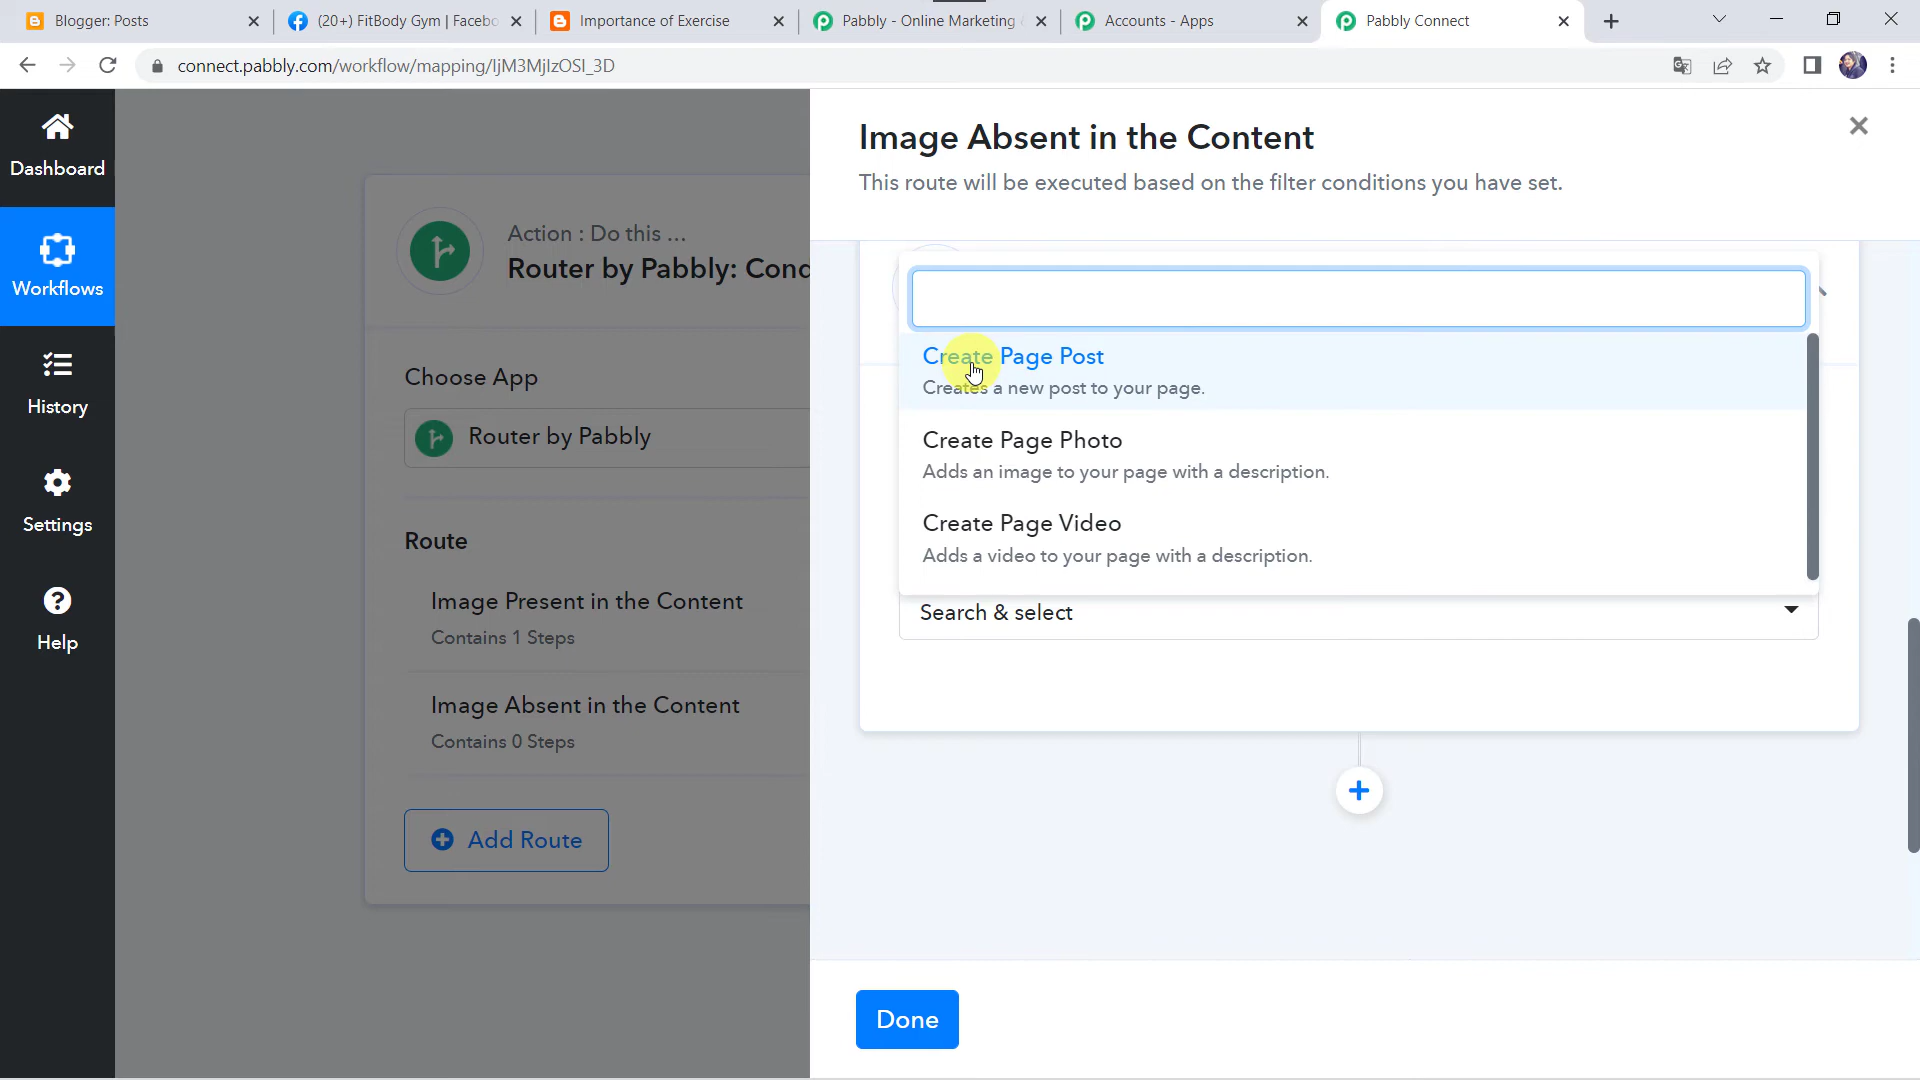 Blogger: Posts
(20+) FitBody Gym | Facebo
Importance of Exercise
Pabbly - Online Marketing
Accounts - Apps
Pabbly Connect
connect.pabbly.com/workflow/mapping/IjM3MjIzOSI_3D
Dashboard
Workflows
History
Settings
Help
Action : Do this ...
Router by Pabbly: Cond
Choose App
Router by Pabbly
Route
Image Present in the Content
Contains 1 Steps
Image Absent in the Content
Contains 0 Steps
Add Route
Image Absent in the Content
This route will be executed based on the filter conditions you have set.
Create Page Post
Creates a new post to your page.
Create Page Photo
Adds an image to your page with a description.
Create Page Video
Adds a video to your page with a description.
Search & select
Done